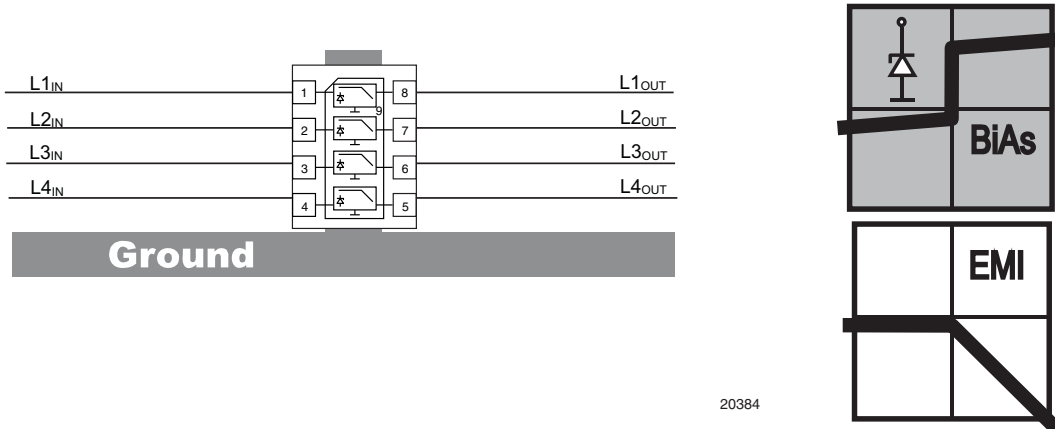 L1IN
L1OUT
L2IN
L2OUT
L3IN
L3OUT
L4IN
L4OUT
1
8
9
2
7
3
6
4
5
Ground
BiAs
EMI
20384